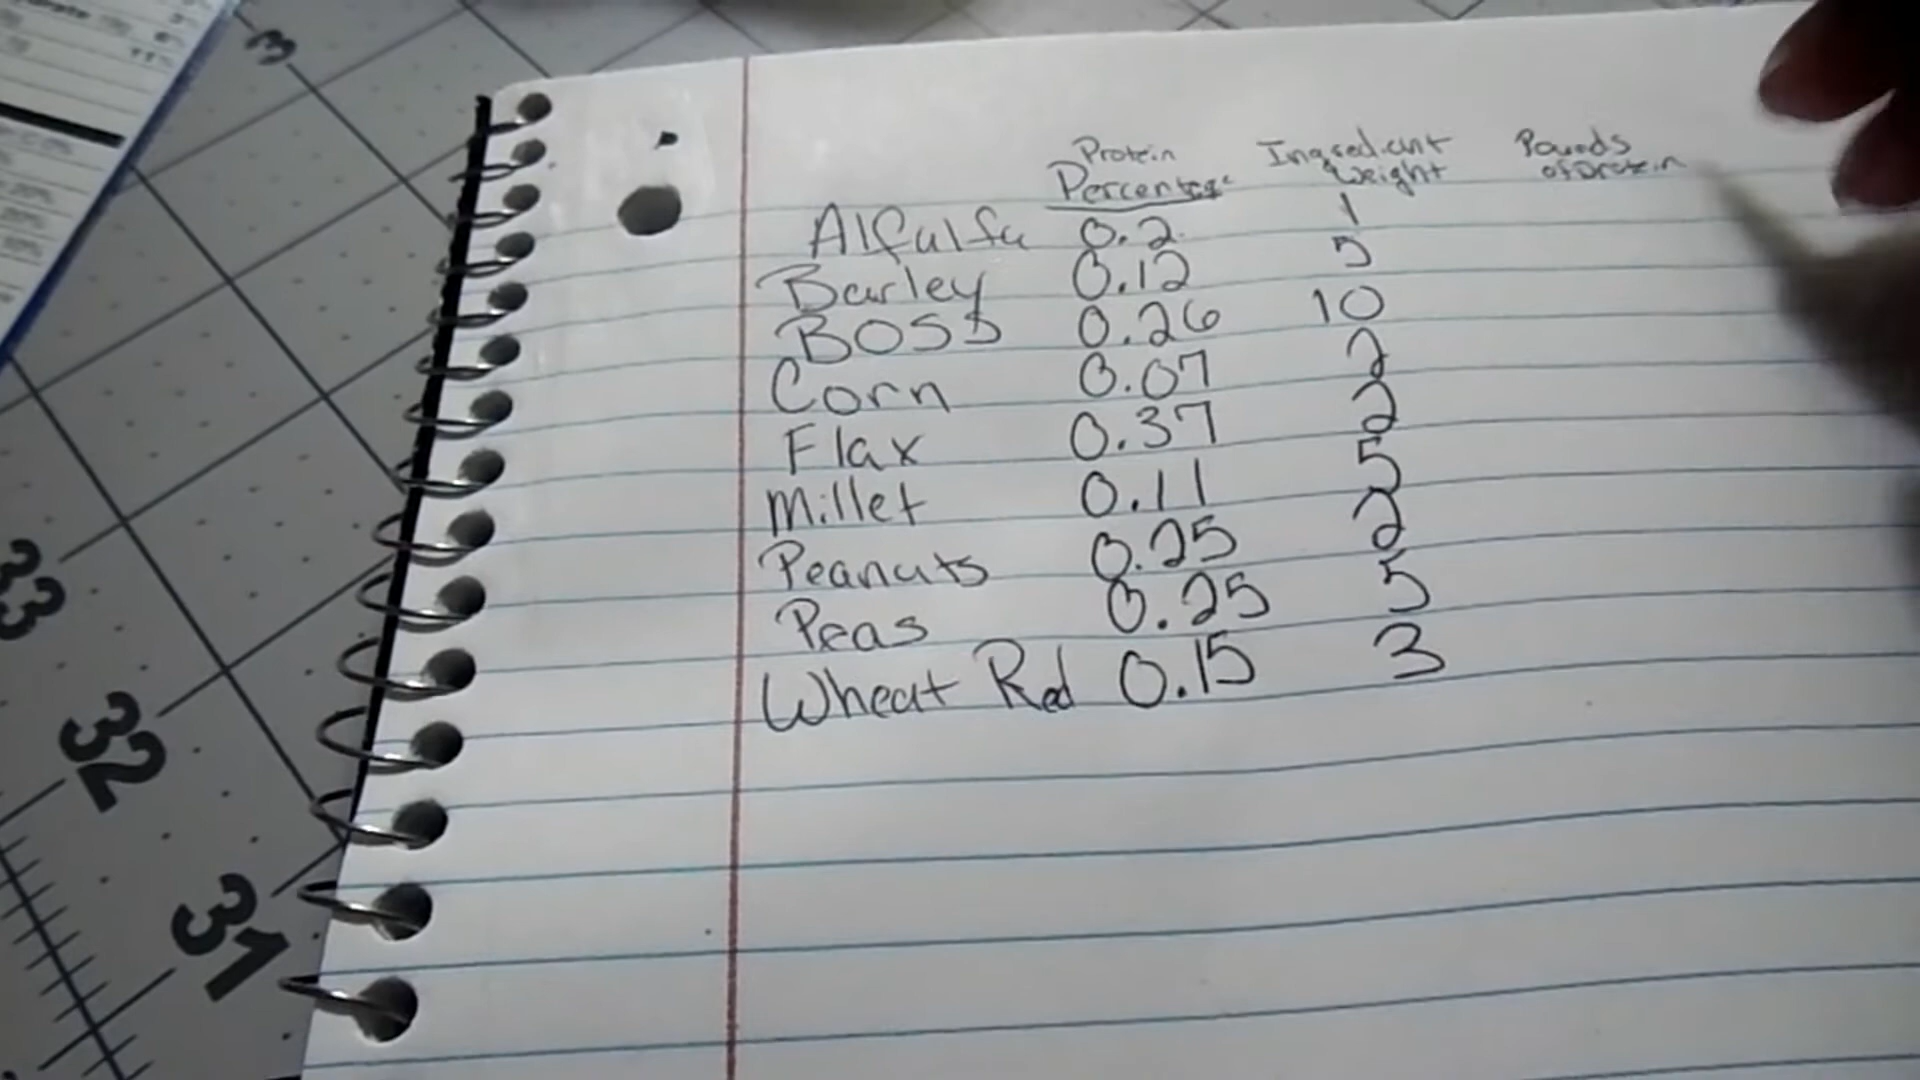 3
Protein Ingrediant Pounds
Percentage Weight of Protein
Alfalfa 0.2 1
Barley 0.12 5
BOSS 0.26 10
Corn 0.07 2
Flax 0.37 2
Millet 0.11 5
Peanuts 0.25 2
Peas 0.25 5
Wheat Red 0.15 3
33
32
31